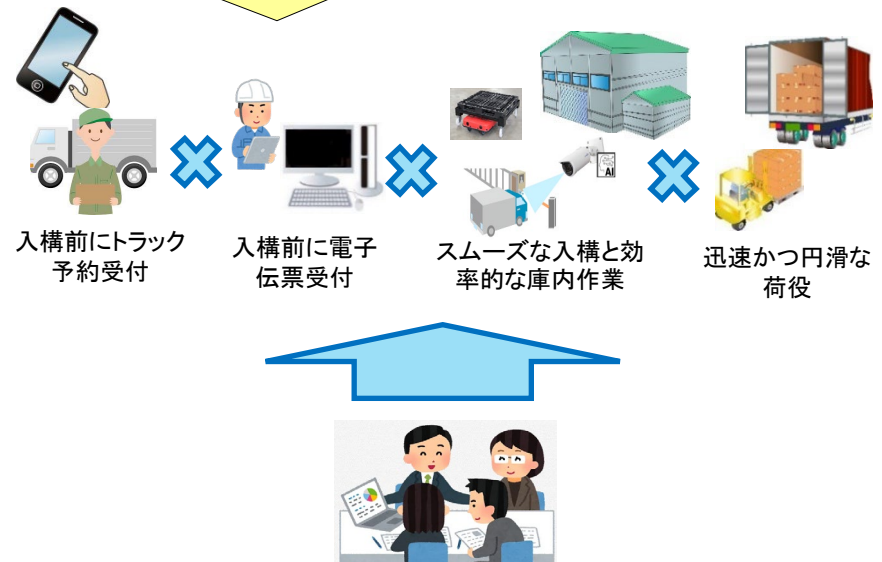 入構前にトラック
予約受付
入構前に電子
伝票受付
AI
スムーズな入構と効
率的な庫内作業
迅速かつ円滑な
荷役